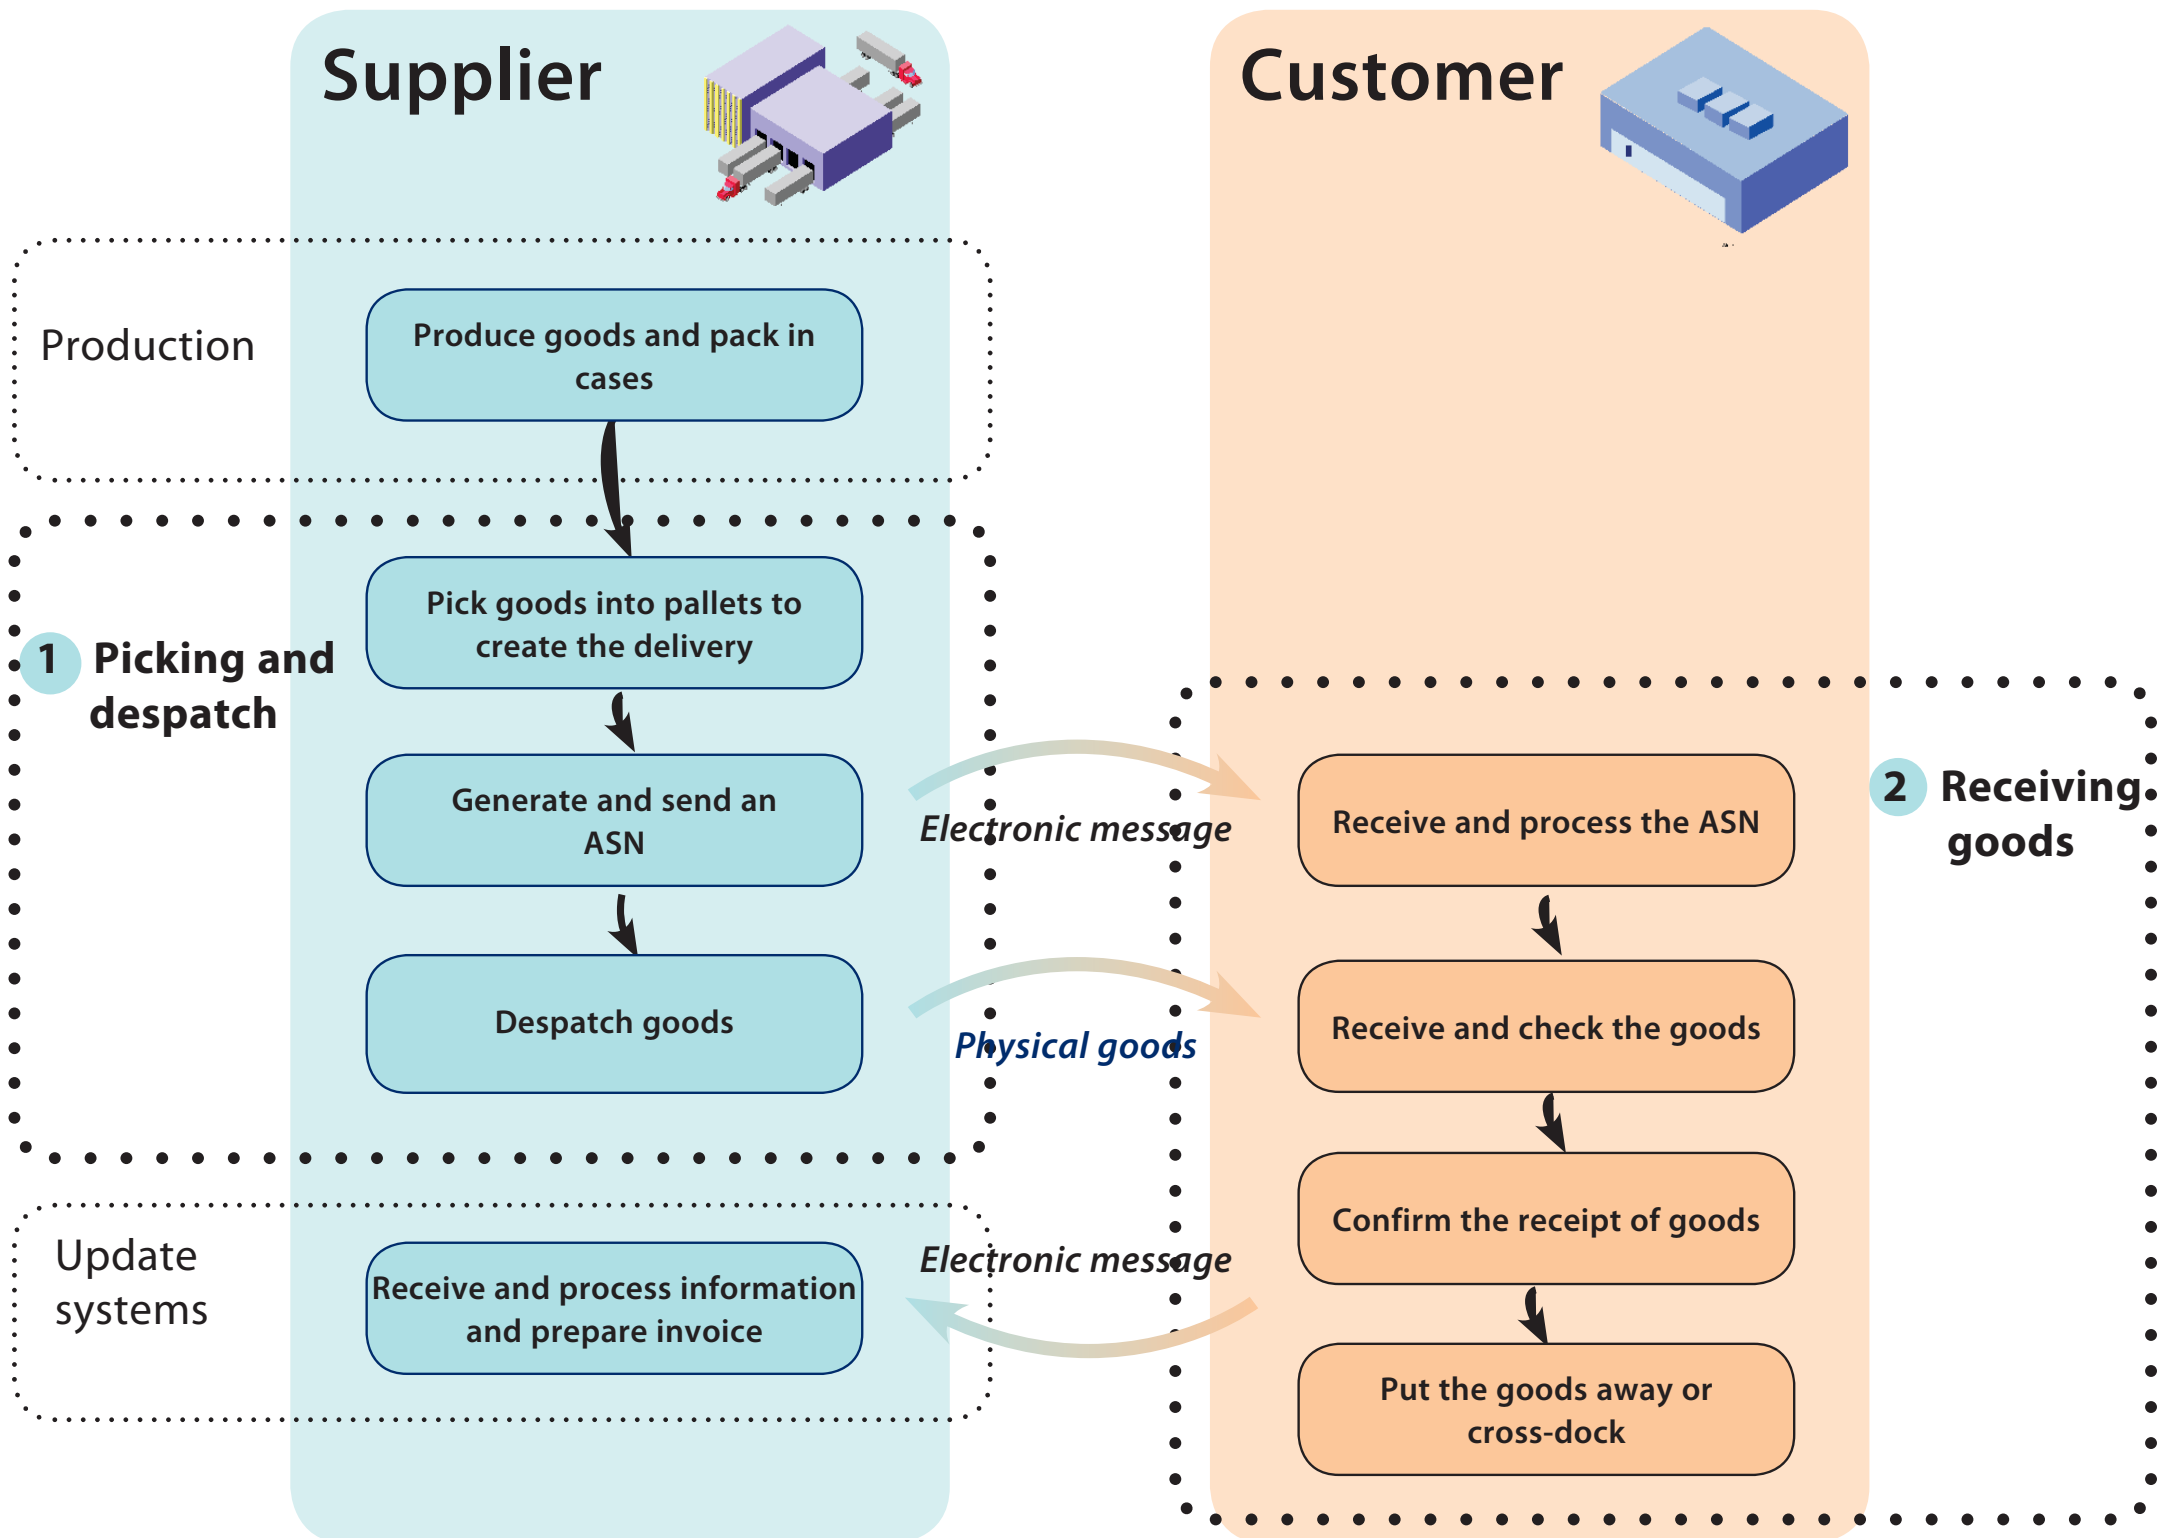 Supplier
Customer
Production
Produce goods and pack in
cases
1 Picking and
despatch
Pick goods into pallets to
create the delivery
Generate and send an
ASN
Electronic message
Receive and process the ASN
2 Receiving
goods
Despatch goods
Physical goods
Receive and check the goods
Confirm the receipt of goods
Update
systems
Receive and process information
and prepare invoice
Electronic message
Put the goods away or
cross-dock